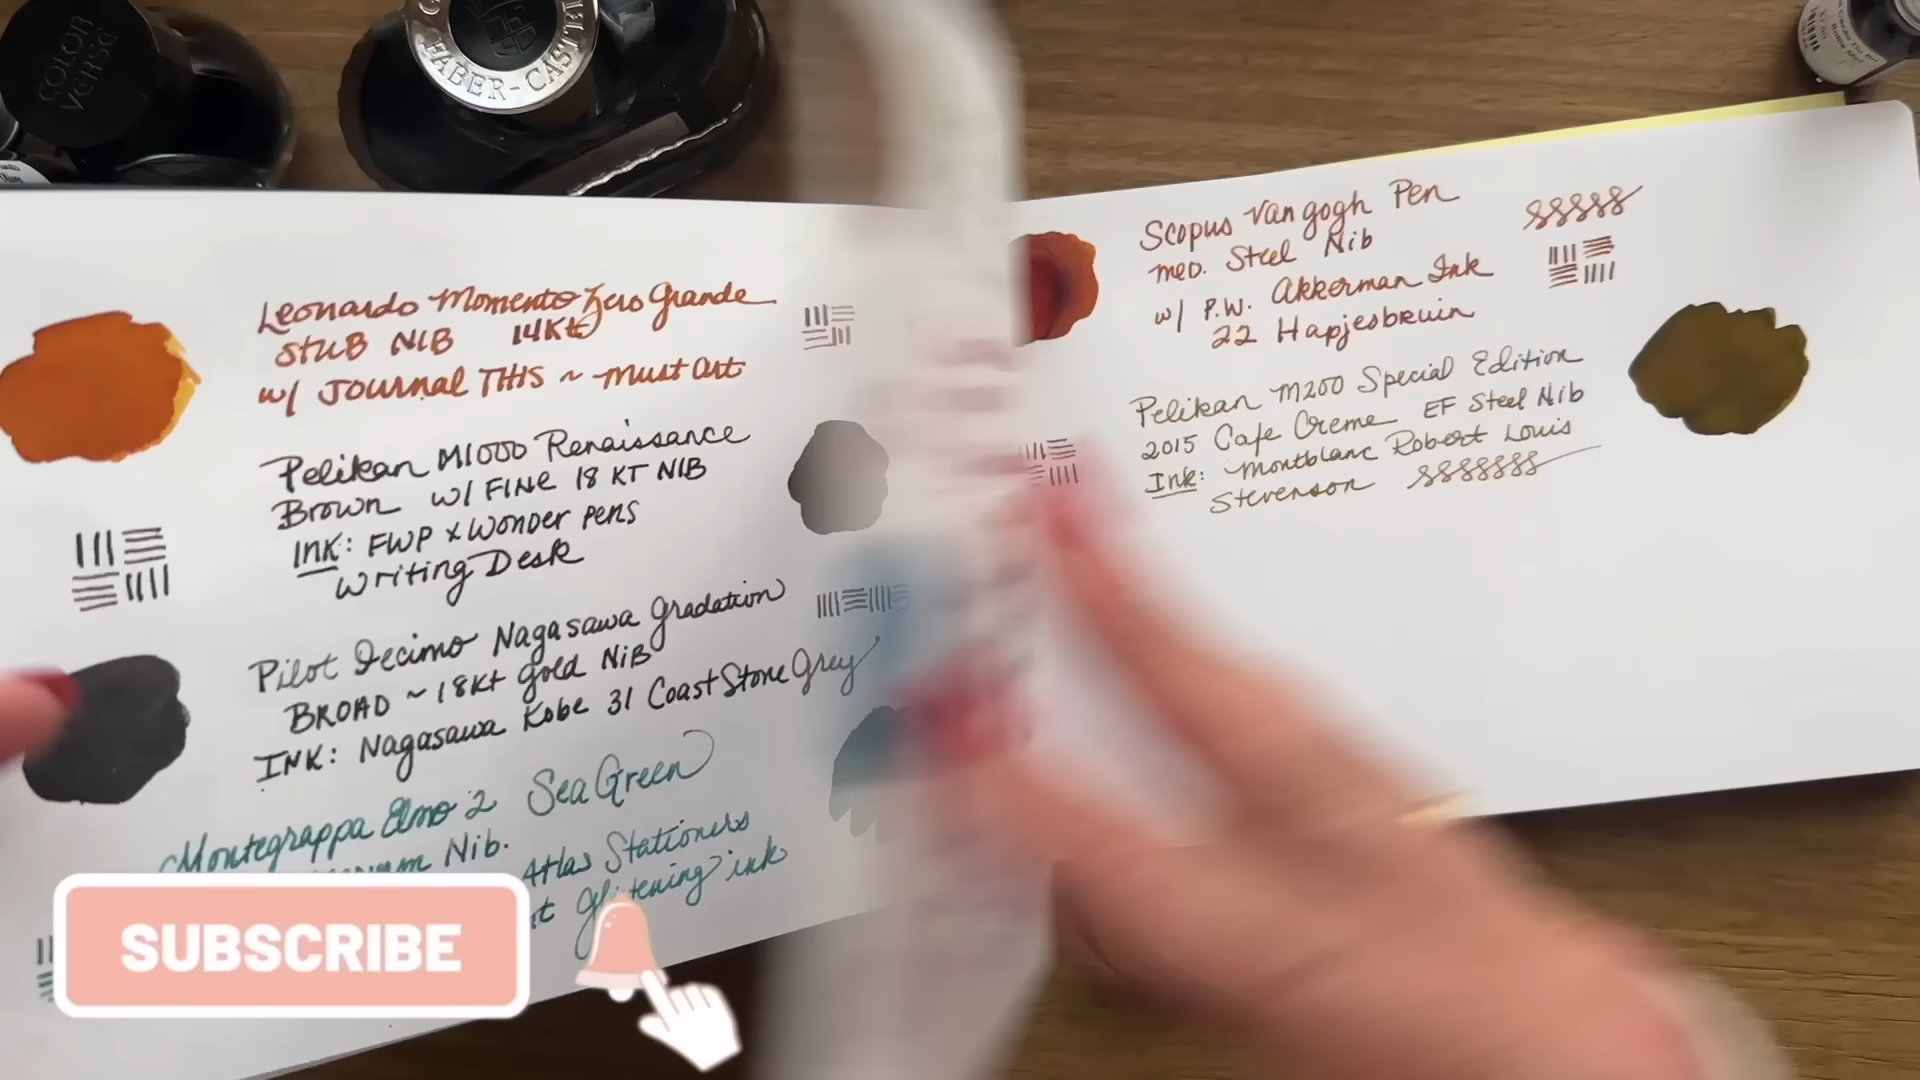 COLOR
VERSE
FABER-CASTELL
Leonardo Momento Zero Grande
STUB NIB 14Kt
w/ Journal THIS ~ Must Art
Pelikan M1000 Renaissance
Brown w/ FINE 18 KT NIB
INK: FWP x Wonder Pens
Writing Desk
Pilot Decimo Nagasawa Gradation
BROAD ~ 18Kt Gold NiB
INK: Nagasawa Kobe 31 Coast Stone Grey
Montegrappa Elmo 2 Sea Green
Nib. Atlas Stationers
ink
SUBSCRIBE
Scopus Van gogh Pen
med. Steel Nib
w/ P.W. Akkerman Ink
22 Hapjesbruin
Pelikan M200 Special Edition
2015 Cafe Creme EF Steel Nib
Ink: Montblanc Robert Louis
Stevenson